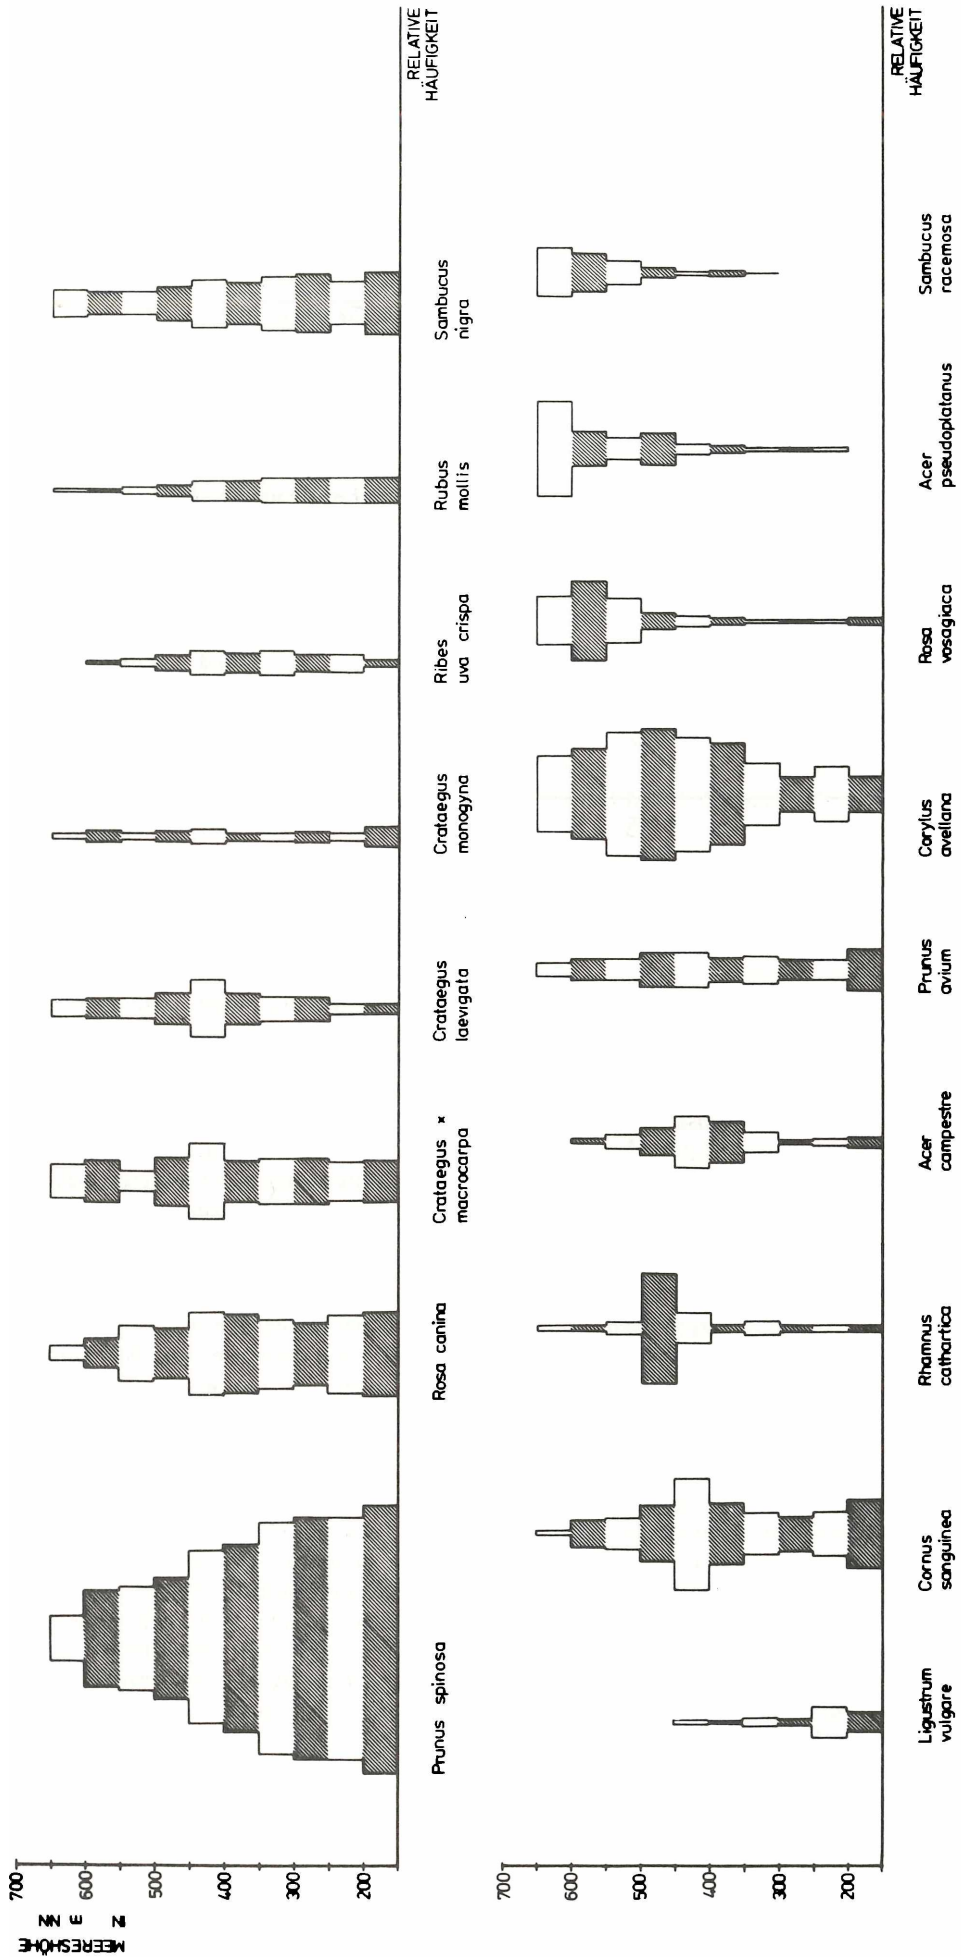 MEERESHÖHE
IN m NN
700
600
500
400
300
200
Prunus spinosa
Rosa canina
Crataegus x
macrocarpa
Crataegus
laevigata
Crataegus
monogyna
Ribes
uva crispa
Rubus
mollis
Sambucus
nigra
RELATIVE
HÄUFIGKEIT
700
600
500
400
300
200
Ligustrum
vulgare
Cornus
sanguinea
Rhamnus
cathartica
Acer
campestre
Prunus
avium
Corylus
avellana
Rosa
vosagiaca
Acer
pseudoplatanus
Sambucus
racemosa
RELATIVE
HÄUFIGKEIT